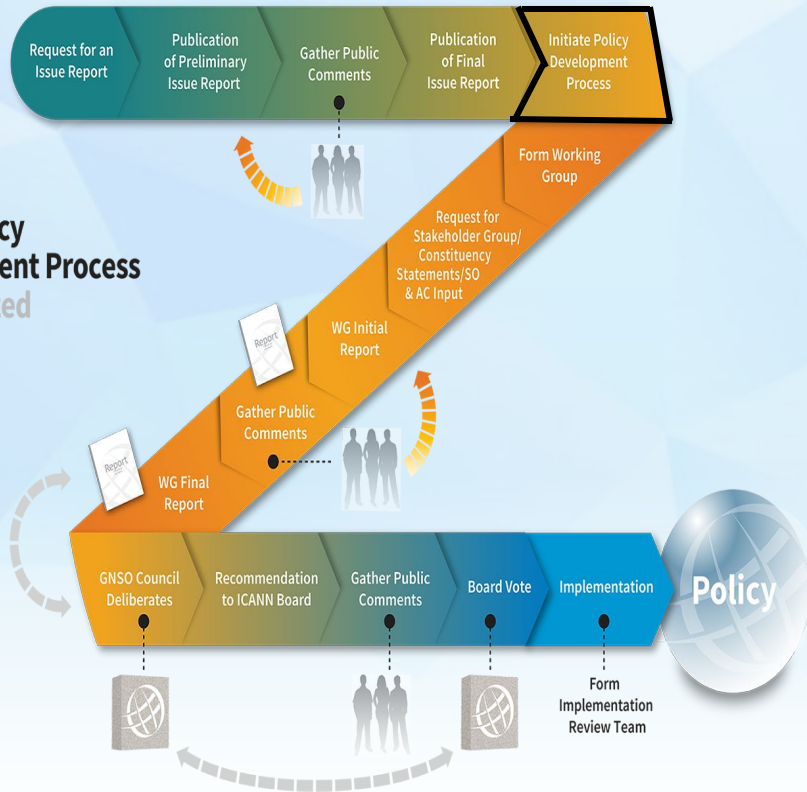 Request for an
Issue Report
Publication
of Preliminary
Issue Report
Gather Public
Comments
Publication
of Final
Issue Report
Initiate Policy
Development
Process
Form Working
Group
Request for
Stakeholder Group/
Constituency
Statements/SO
& AC Input
cy
ent Process
ed
Report
WG Initial
Report
Gather Public
Comments
Report
WG Final
Report
GNSO Council
Deliberates
Recommendation
to ICANN Board
Gather Public
Comments
Board Vote
Implementation
Policy
Form
Implementation
Review Team